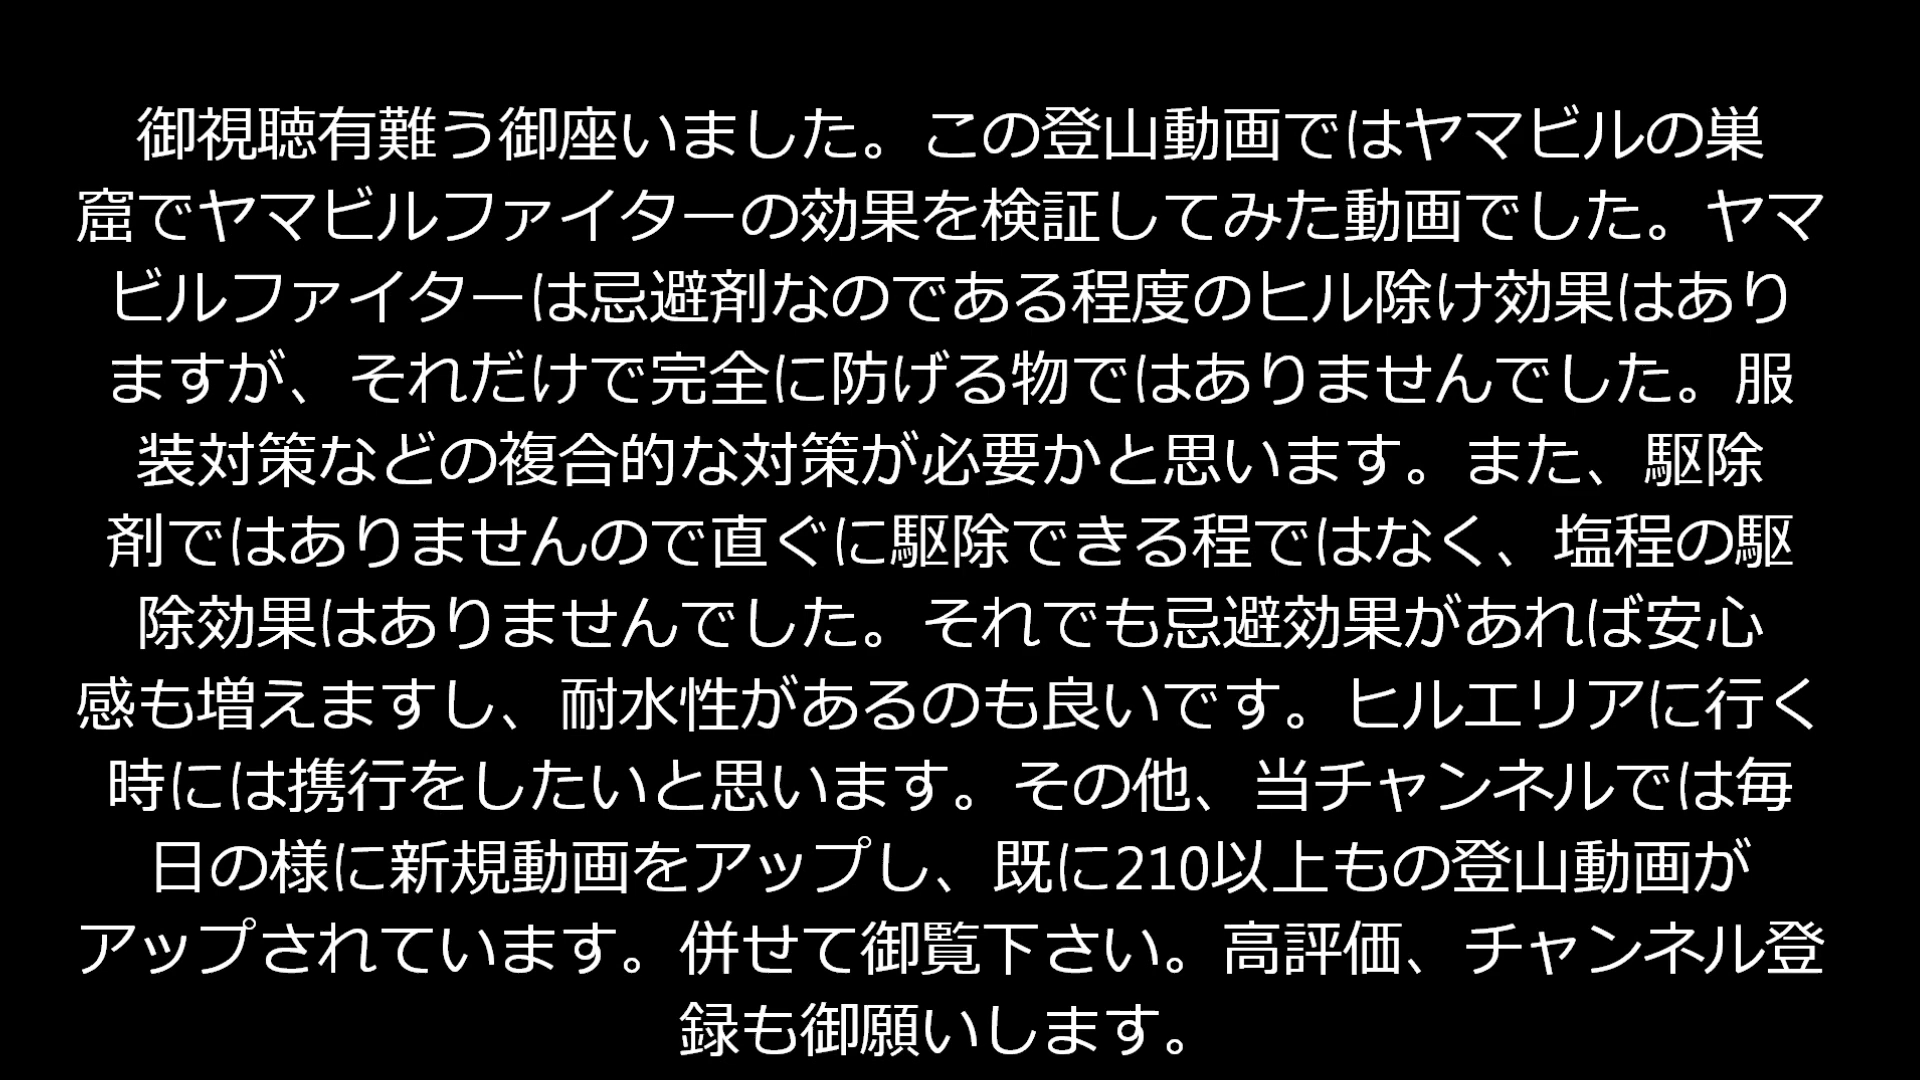 御視聴有難う御座いました。この登山動画ではヤマビルの巣
窟でヤマビルファイターの効果を検証してみた動画でした。ヤマ
ビルファイターは忌避剤なのである程度のヒル除け効果はあり
ますが、それだけで完全に防げる物ではありませんでした。服
装対策などの複合的な対策が必要かと思います。また、駆除
剤ではありませんので直ぐに駆除できる程ではなく、塩程の駆
除効果はありませんでした。それでも忌避効果があれば安心
感も増えますし、耐水性があるのも良いです。ヒルエリアに行く
時には携行をしたいと思います。その他、当チャンネルでは毎
日の様に新規動画をアップし、既に210以上もの登山動画が
アップされています。併せて御覧下さい。高評価、チャンネル登
録も御願いします。